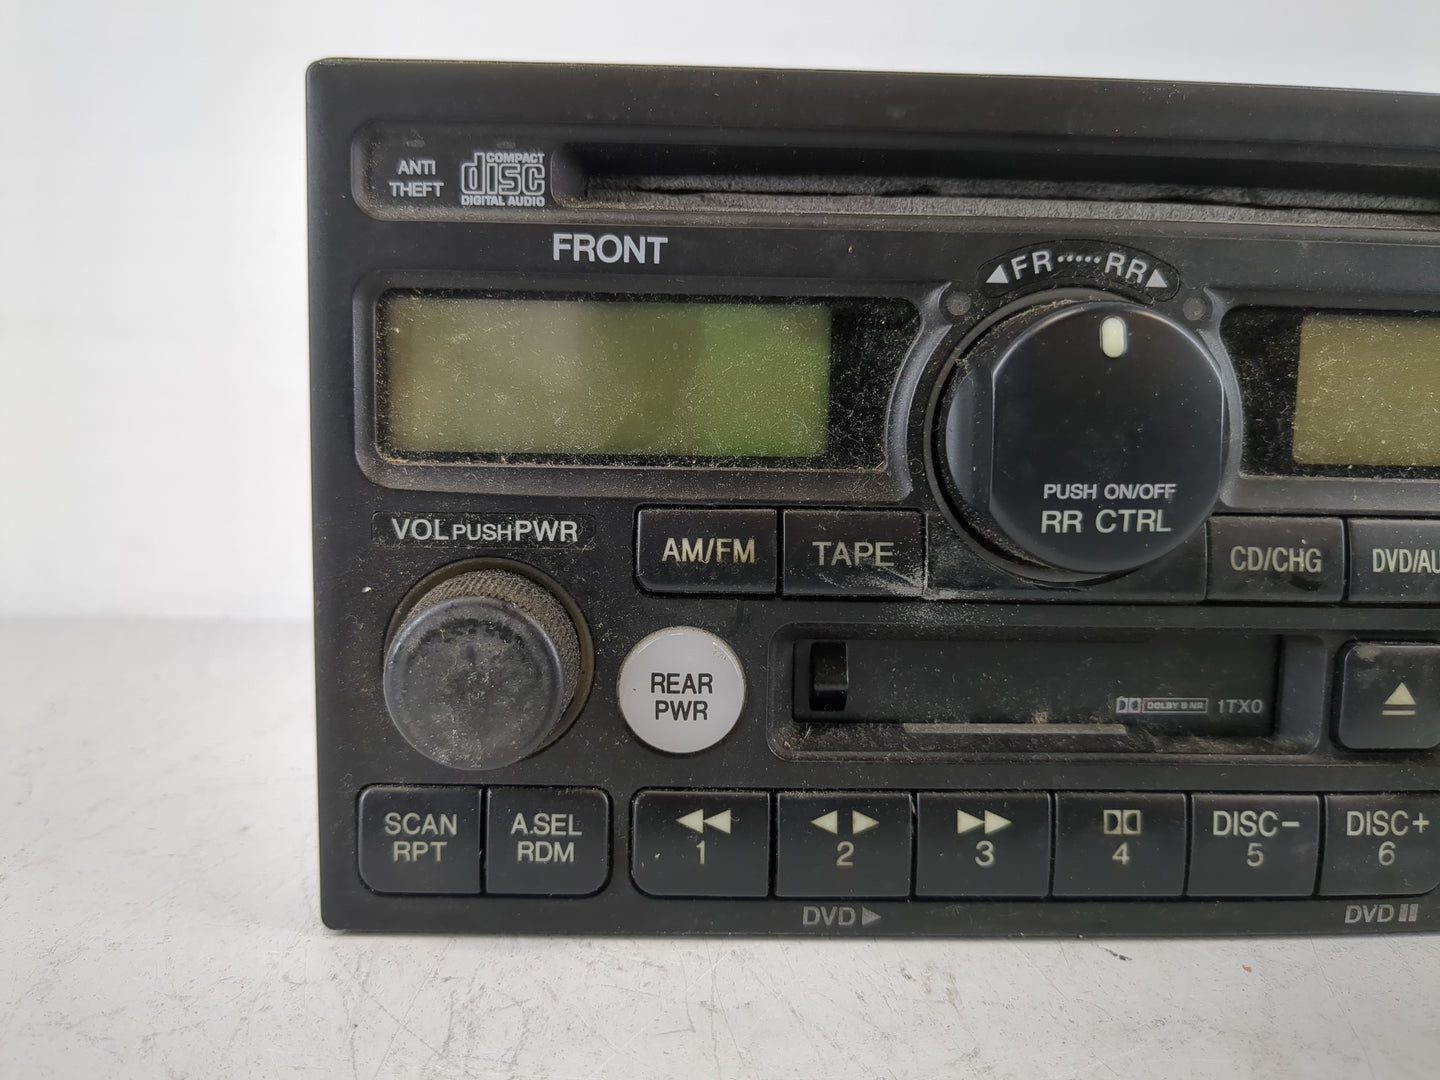 ANTI
THEFT
COMPACT
disc
DIGITAL AUDIO
FRONT
FR·····RR
VOL PUSH PWR
AM/FM
TAPE
PUSH ON/OFF
RR CTRL
CD/CHG
DVD/AU
REAR
PWR
DOLBY B NR 1TX0
SCAN
RPT
A.SEL
RDM
1
2
3
4
DISC-
5
DISC+
6
DVD
DVD